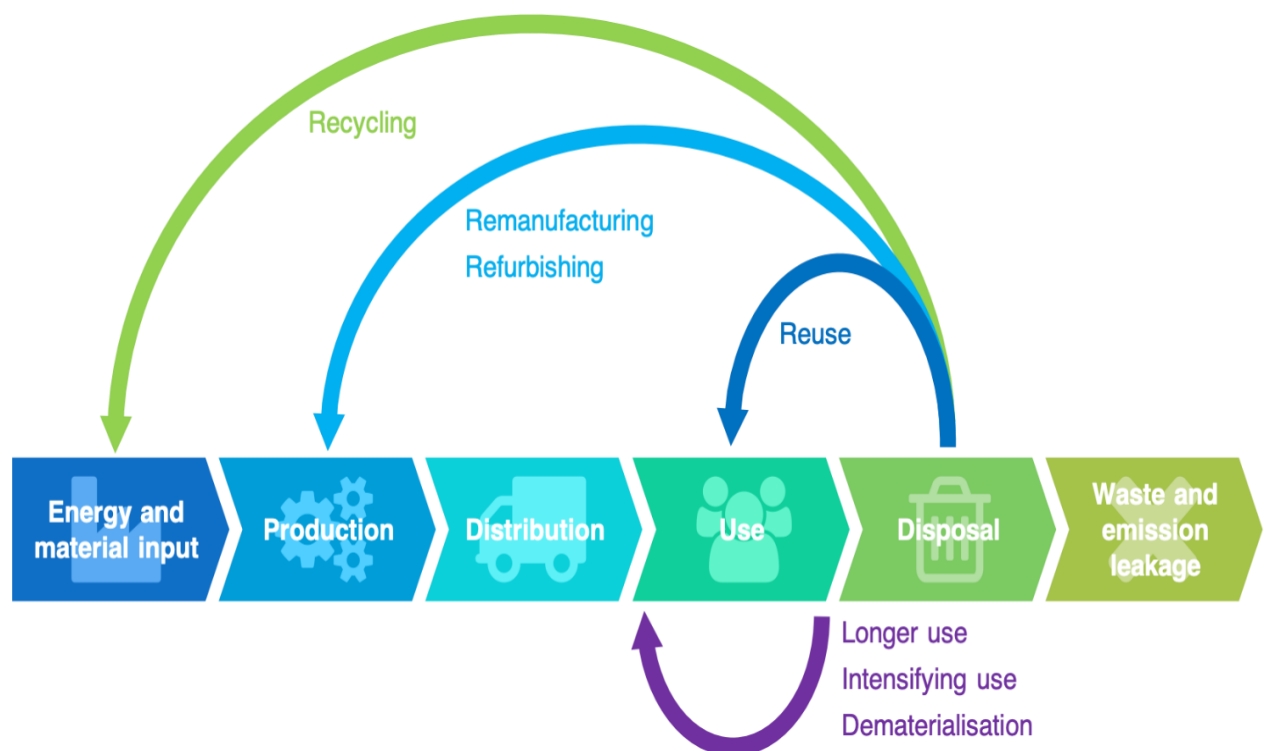 Recycling
Remanufacturing
Refurbishing
Reuse
Energy and
material input
Production
Distribution
Use
Disposal
Waste and
emission
leakage
Longer use
Intensifying use
Dematerialisation